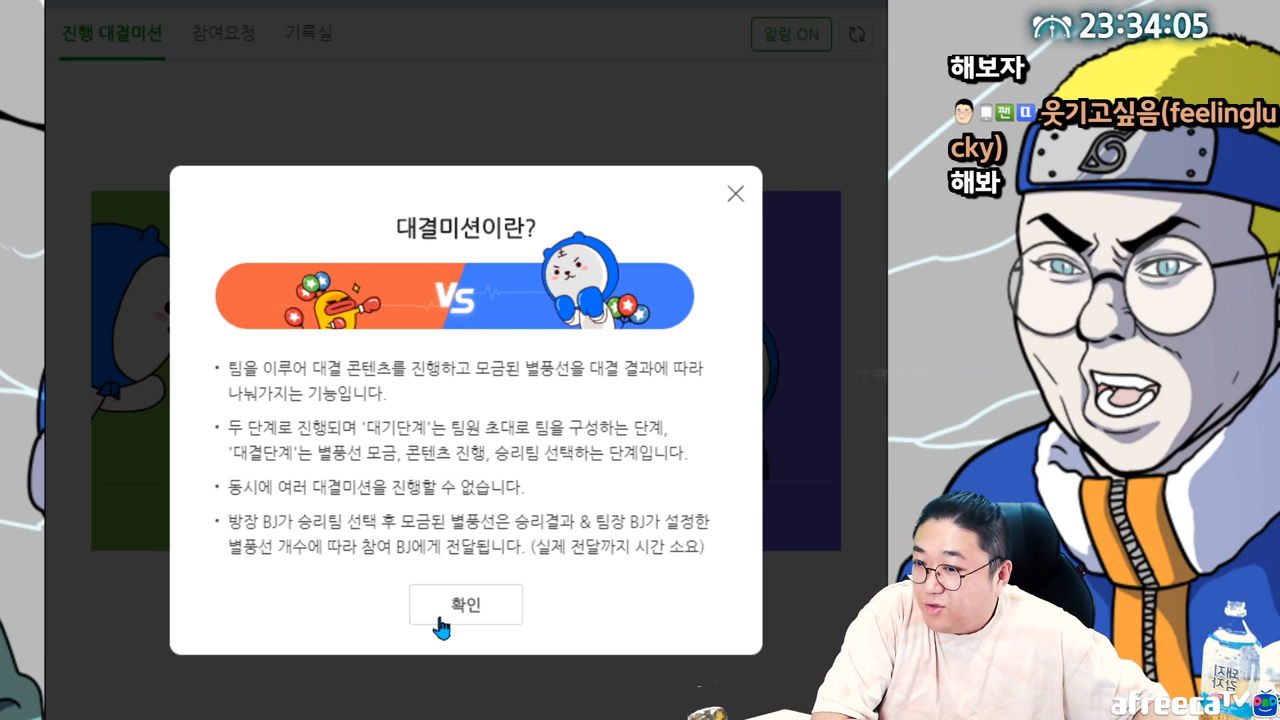 진행 대결미션 참여요청 기록실 알림 ON
23:34:05
해보자
웃기고싶음(feelinglu
cky)
해봐
대결미션이란?
VS
• 팀을 이루어 대결 콘텐츠를 진행하고 모금된 별풍선을 대결 결과에 따라
나눠가지는 기능입니다.
• 두 단계로 진행되며 '대기단계'는 팀원 초대로 팀을 구성하는 단계,
'대결단계'는 별풍선 모금, 콘텐츠 진행, 승리팀 선택하는 단계입니다.
• 동시에 여러 대결미션을 진행할 수 없습니다.
• 방장 BJ가 승리팀 선택 후 모금된 별풍선은 승리결과 & 팀장 BJ가 설정한
별풍선 개수에 따라 참여 BJ에게 전달됩니다. (실제 전달까지 시간 소요)
확인
afreecaTV